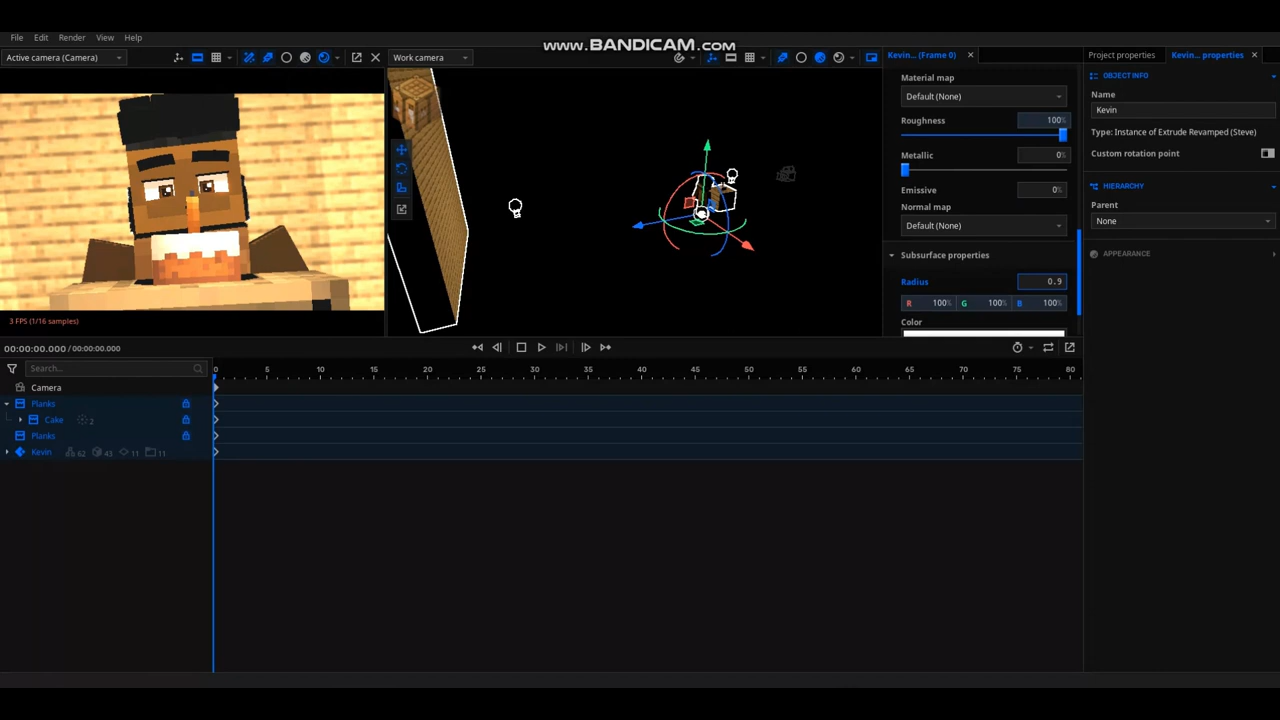 File Edit Render View Help
www.BANDICAM.com
Active camera (Camera)
Work camera
Kevin... (Frame 0)
Project properties
Kevin... properties
Material map
Default (None)
Roughness 100%
Metallic 0%
Emissive 0%
Normal map
Default (None)
Subsurface properties
Radius 0.9
R 100% G 100% B 100%
Color
OBJECT INFO
Name
Kevin
Type: Instance of Extrude Revamped (Steve)
Custom rotation point
HIERARCHY
Parent
None
APPEARANCE
3 FPS (1/16 samples)
00:00:00.000 / 00:00:00.000
Search...
0 5 10 15 20 25 30 35 40 45 50 55 60 65 70 75 80
Camera
Planks
Cake 2
Planks
Kevin 62 43 11 11